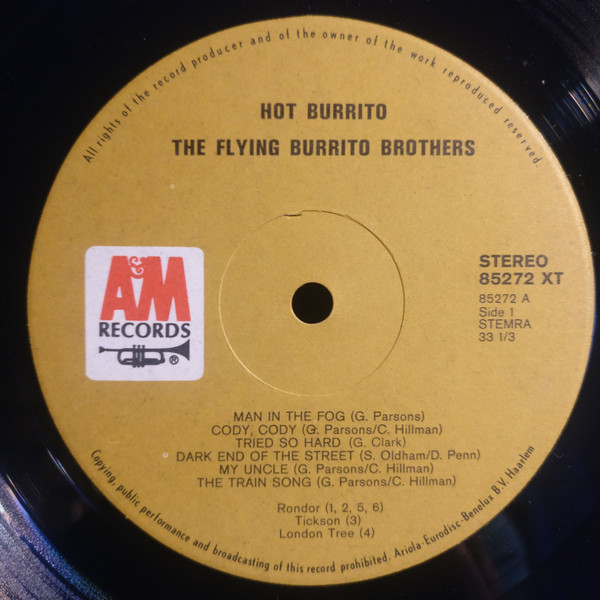 All rights of the record producer and of the owner of the work reproduced reserved.
HOT BURRITO
THE FLYING BURRITO BROTHERS
A&M
RECORDS
®
STEREO
85272 XT
85272 A
Side 1
STEMRA
33 1/3
MAN IN THE FOG (G. Parsons)
CODY, CODY (G. Parsons/C. Hillman)
TRIED SO HARD (G. Clark)
DARK END OF THE STREET (S. Oldham/D. Penn)
MY UNCLE (G. Parsons/C. Hillman)
THE TRAIN SONG (G. Parsons/C. Hillman)
Rondor (1, 2, 5, 6)
Tickson (3)
London Tree (4)
Copying, public performance and broadcasting of this record prohibited. Ariola-Eurodisc-Benelux B.V. Haarlem